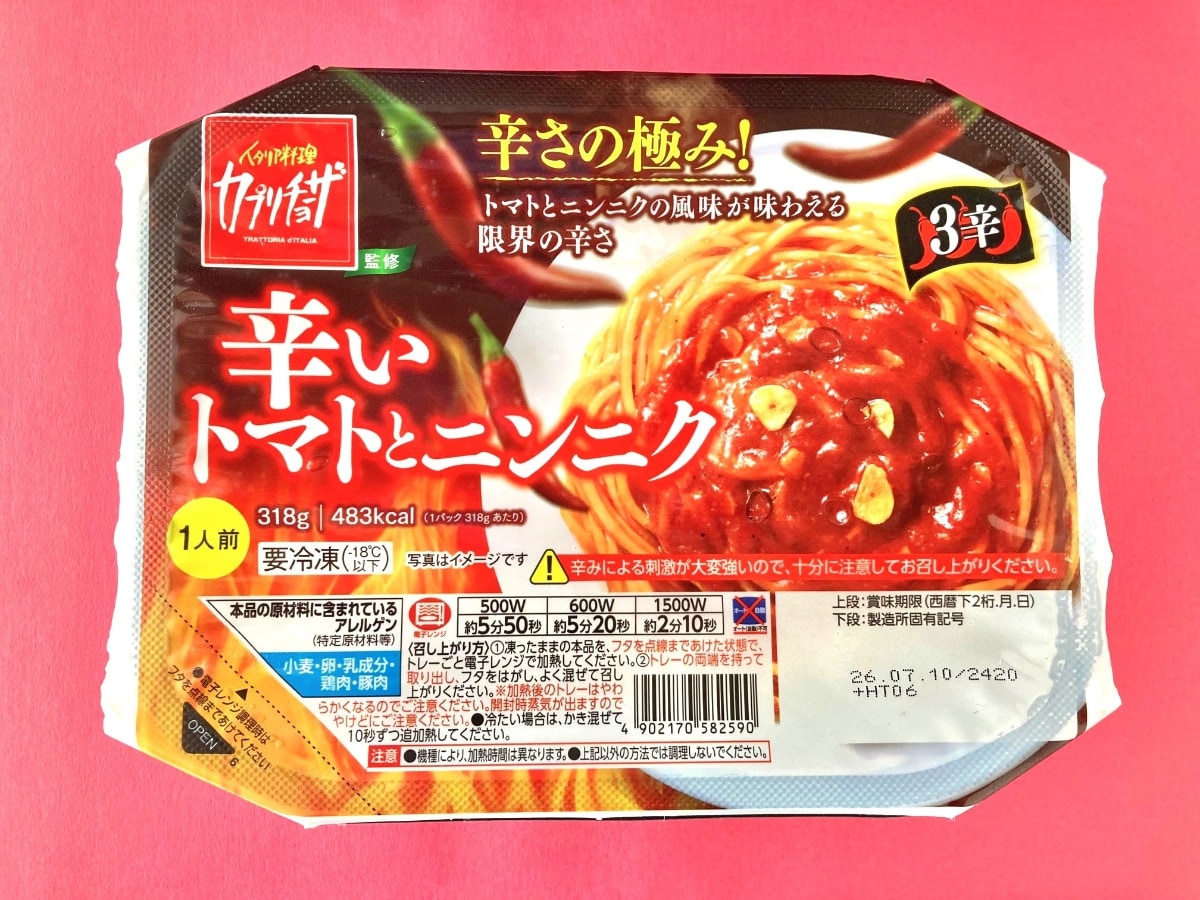 イタリア料理
カプリチョーザ
TRATTORIA d'ITALIA
監修
辛さの極み!
トマトとニンニクの風味が味わえる
限界の辛さ
3辛
辛い
トマトとニンニク
1人前
318g | 483kcal (1パック318gあたり)
要冷凍(-18℃以下)
写真はイメージです
辛みによる刺激が大変強いので、十分に注意してお召し上がりください。
本品の原材料に含まれている
アレルゲン
(特定原材料等)
小麦・卵・乳成分・
鶏肉・豚肉
電子レンジ
500W 600W 1500W
約5分50秒 約5分20秒 約2分10秒
オート(自動)不可
〈召し上がり方〉①凍ったままの本品を、フタを点線まであけた状態で、
トレーごと電子レンジで加熱してください。②トレーの両端を持って
取り出し、フタをはがし、よく混ぜて召し
上がりください。※加熱後のトレーはやわ
らかくなるのでご注意ください。開封時蒸気が出ますので
やけどにご注意ください。●冷たい場合は、かき混ぜて
10秒ずつ追加加熱してください。
4 902170 582590
注意 ●機種により、加熱時間は異なります。●上記以外の方法では調理しないでください。
上段:賞味期限(西暦下2桁.月.日)
下段:製造所固有記号
26.07.10/2420
+HT06
●電子レンジ調理時は
フタを点線まであけてください
OPEN
6